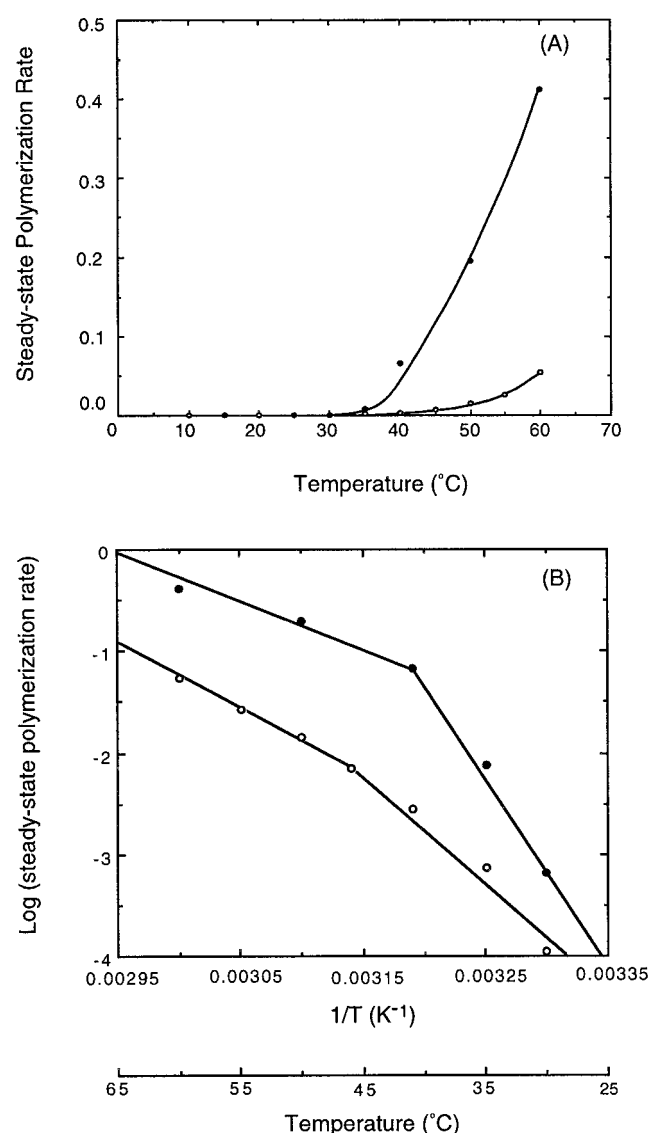 (A)
Steady-state Polymerization Rate
0.5
0.4
0.3
0.2
0.1
0.0
0 10 20 30 40 50 60 70
Temperature (°C)
(B)
Log (steady-state polymerization rate)
0
-1
-2
-3
-4
0.00295 0.00305 0.00315 0.00325 0.00335
1/T (K-1)
65 55 45 35 25
Temperature (°C)